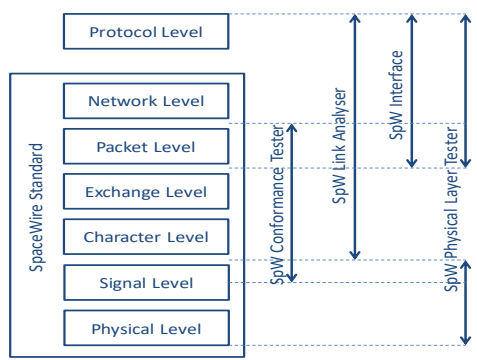 Protocol Level
SpaceWire Standard
Network Level
Packet Level
Exchange Level
Character Level
Signal Level
Physical Level
SpW Conformance Tester
SpW Link Analyser
SpW Interface
SpW Physical Layer Tester